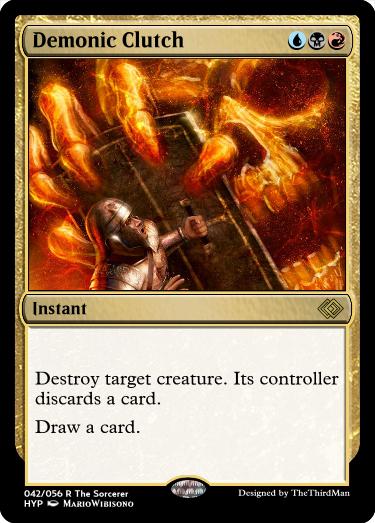 Demonic Clutch
Instant
Destroy target creature. Its controller
discards a card.
Draw a card.
042/056 R The Sorcerer
HYP MarioWibisono
Designed by TheThirdMan